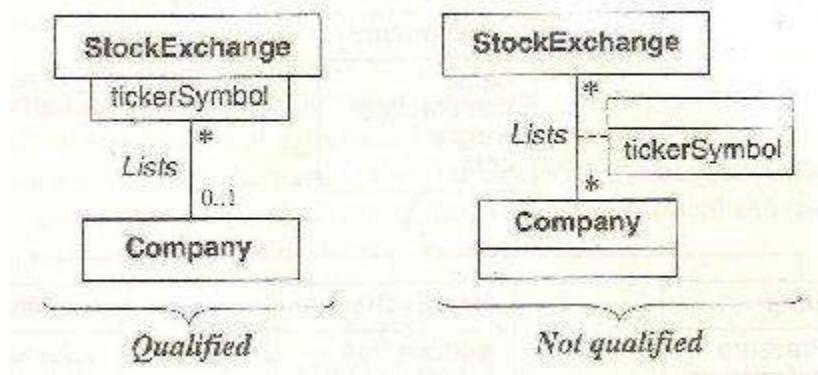 StockExchange
tickerSymbol
*
Lists
0..1
Company
Qualified
StockExchange
*
Lists
tickerSymbol
*
Company
Not qualified